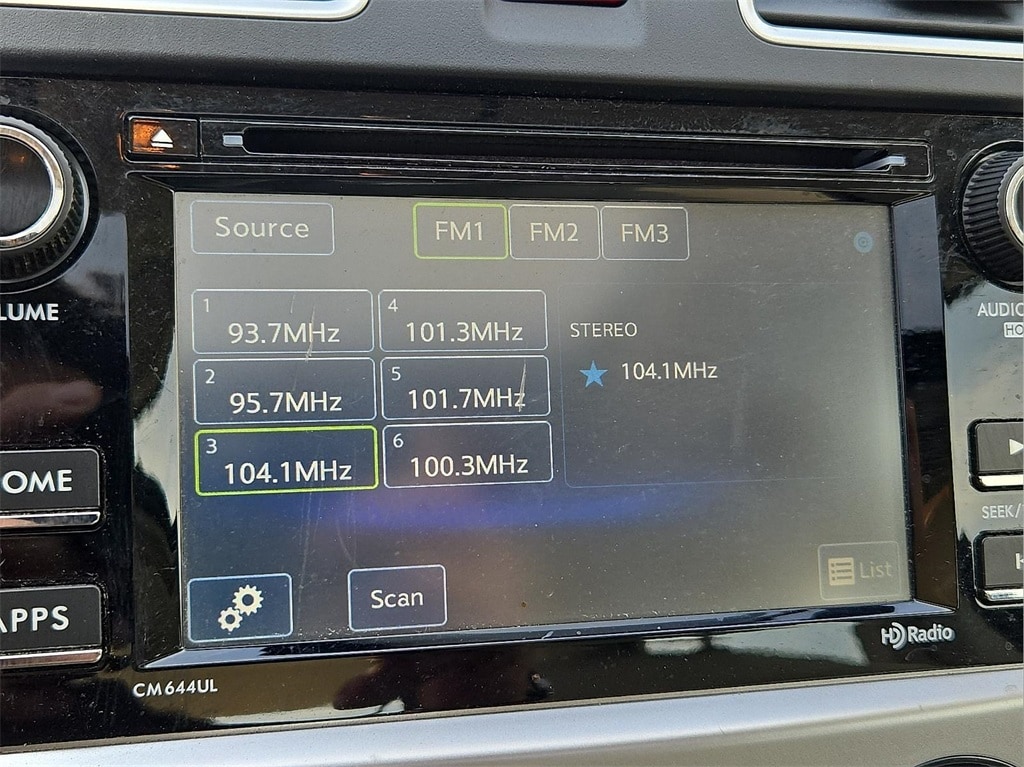 Source
FM1 FM2 FM3
1
93.7MHz
4
101.3MHz
2
95.7MHz
5
101.7MHz
3
104.1MHz
6
100.3MHz
STEREO
104.1MHz
Scan
List
LUME
OME
APPS
AUDIO
SEEK/
HD Radio
CM644UL